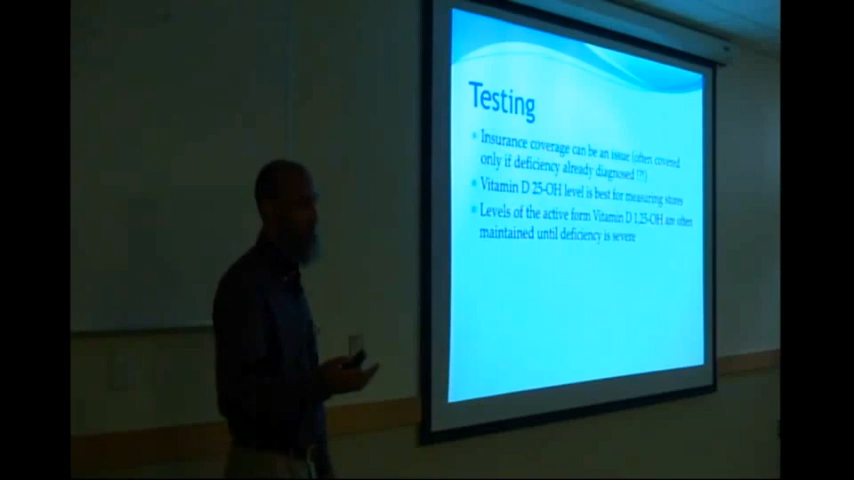 Testing
Insurance coverage can be an issue (often covered
only if deficiency already diagnosed !?!)
Vitamin D 25-OH level is best for measuring stores
Levels of the active form Vitamin D 1,25-OH are often
maintained until deficiency is severe